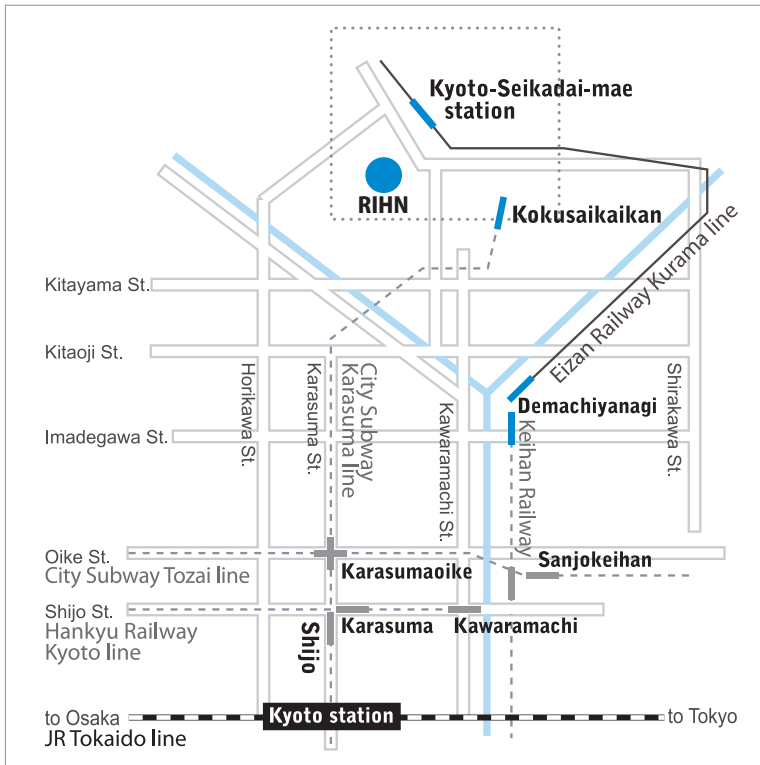 Kyoto-Seikadai-mae
station
RIHN
Kokusaikaikan
Eizan Railway Kurama line
Kitayama St.
Kitaoji St.
Horikawa St.
Karasuma St.
City Subway
Karasuma line
Kawaramachi St.
Shirakawa St.
Demachiyanagi
Imadegawa St.
Keihan Railway
Oike St.
City Subway Tozai line
Karasumaoike
Sanjokeihan
Shijo St.
Hankyu Railway
Kyoto line
Shijo
Karasuma
Kawaramachi
to Osaka
Kyoto station
to Tokyo
JR Tokaido line